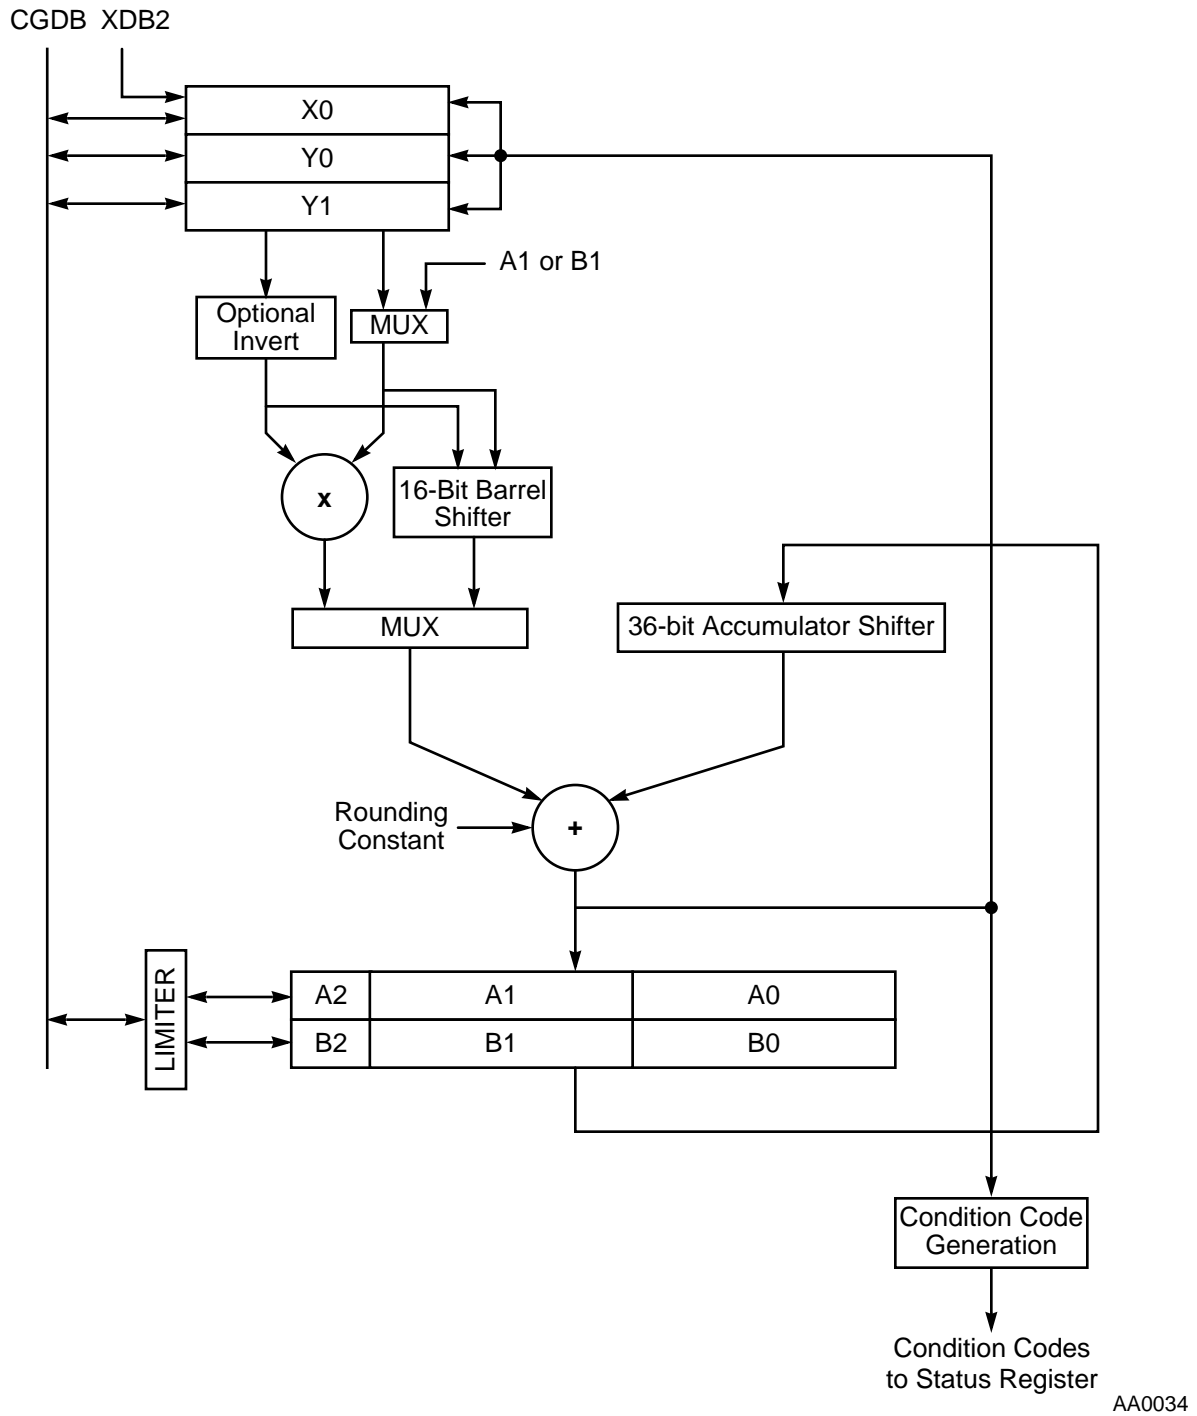 CGDB XDB2
X0
Y0
Y1
A1 or B1
Optional
Invert
MUX
x
16-Bit Barrel
Shifter
MUX
36-bit Accumulator Shifter
Rounding
Constant
+
LIMITER
A2 A1 A0
B2 B1 B0
Condition Code
Generation
Condition Codes
to Status Register
AA0034